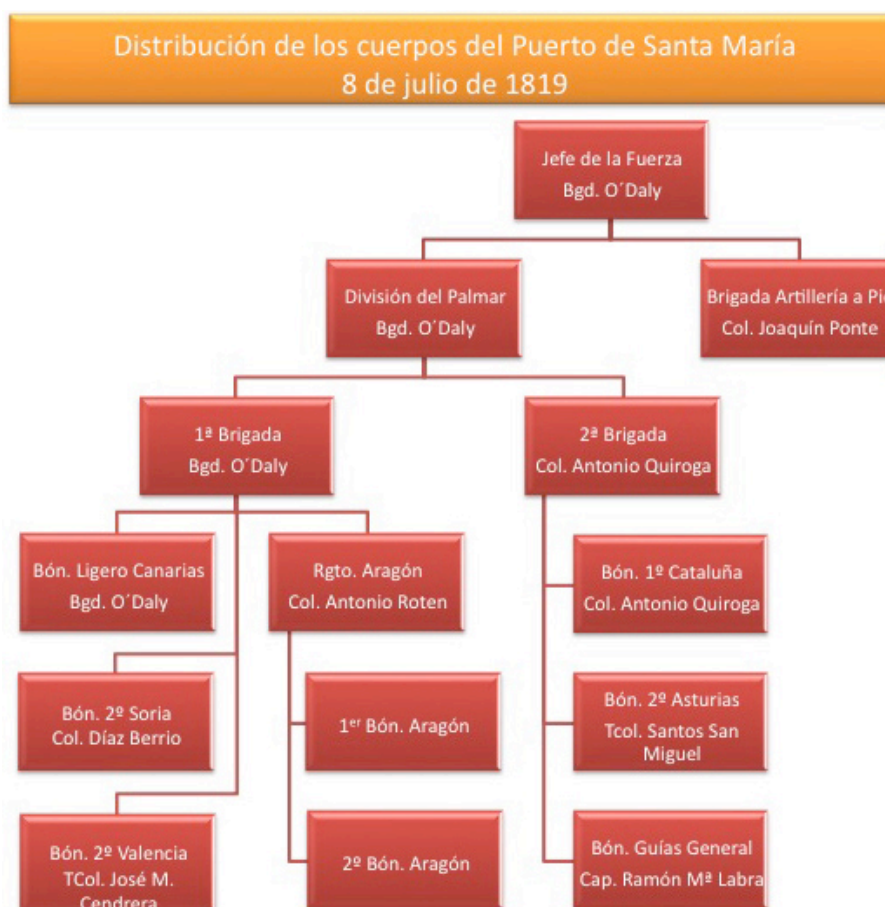 Distribución de los cuerpos del Puerto de Santa María
8 de julio de 1819
Jefe de la Fuerza
Bgd. O´Daly
División del Palmar
Bgd. O´Daly
Brigada Artillería a Pie
Col. Joaquín Ponte
1ª Brigada
Bgd. O´Daly
2ª Brigada
Col. Antonio Quiroga
Bón. Ligero Canarias
Bgd. O´Daly
Rgto. Aragón
Col. Antonio Roten
Bón. 1º Cataluña
Col. Antonio Quiroga
Bón. 2º Soria
Col. Díaz Berrio
1er Bón. Aragón
Bón. 2º Asturias
Tcol. Santos San
Miguel
Bón. 2º Valencia
TCol. José M.
Cendrera
2º Bón. Aragón
Bón. Guías General
Cap. Ramón Mª Labra